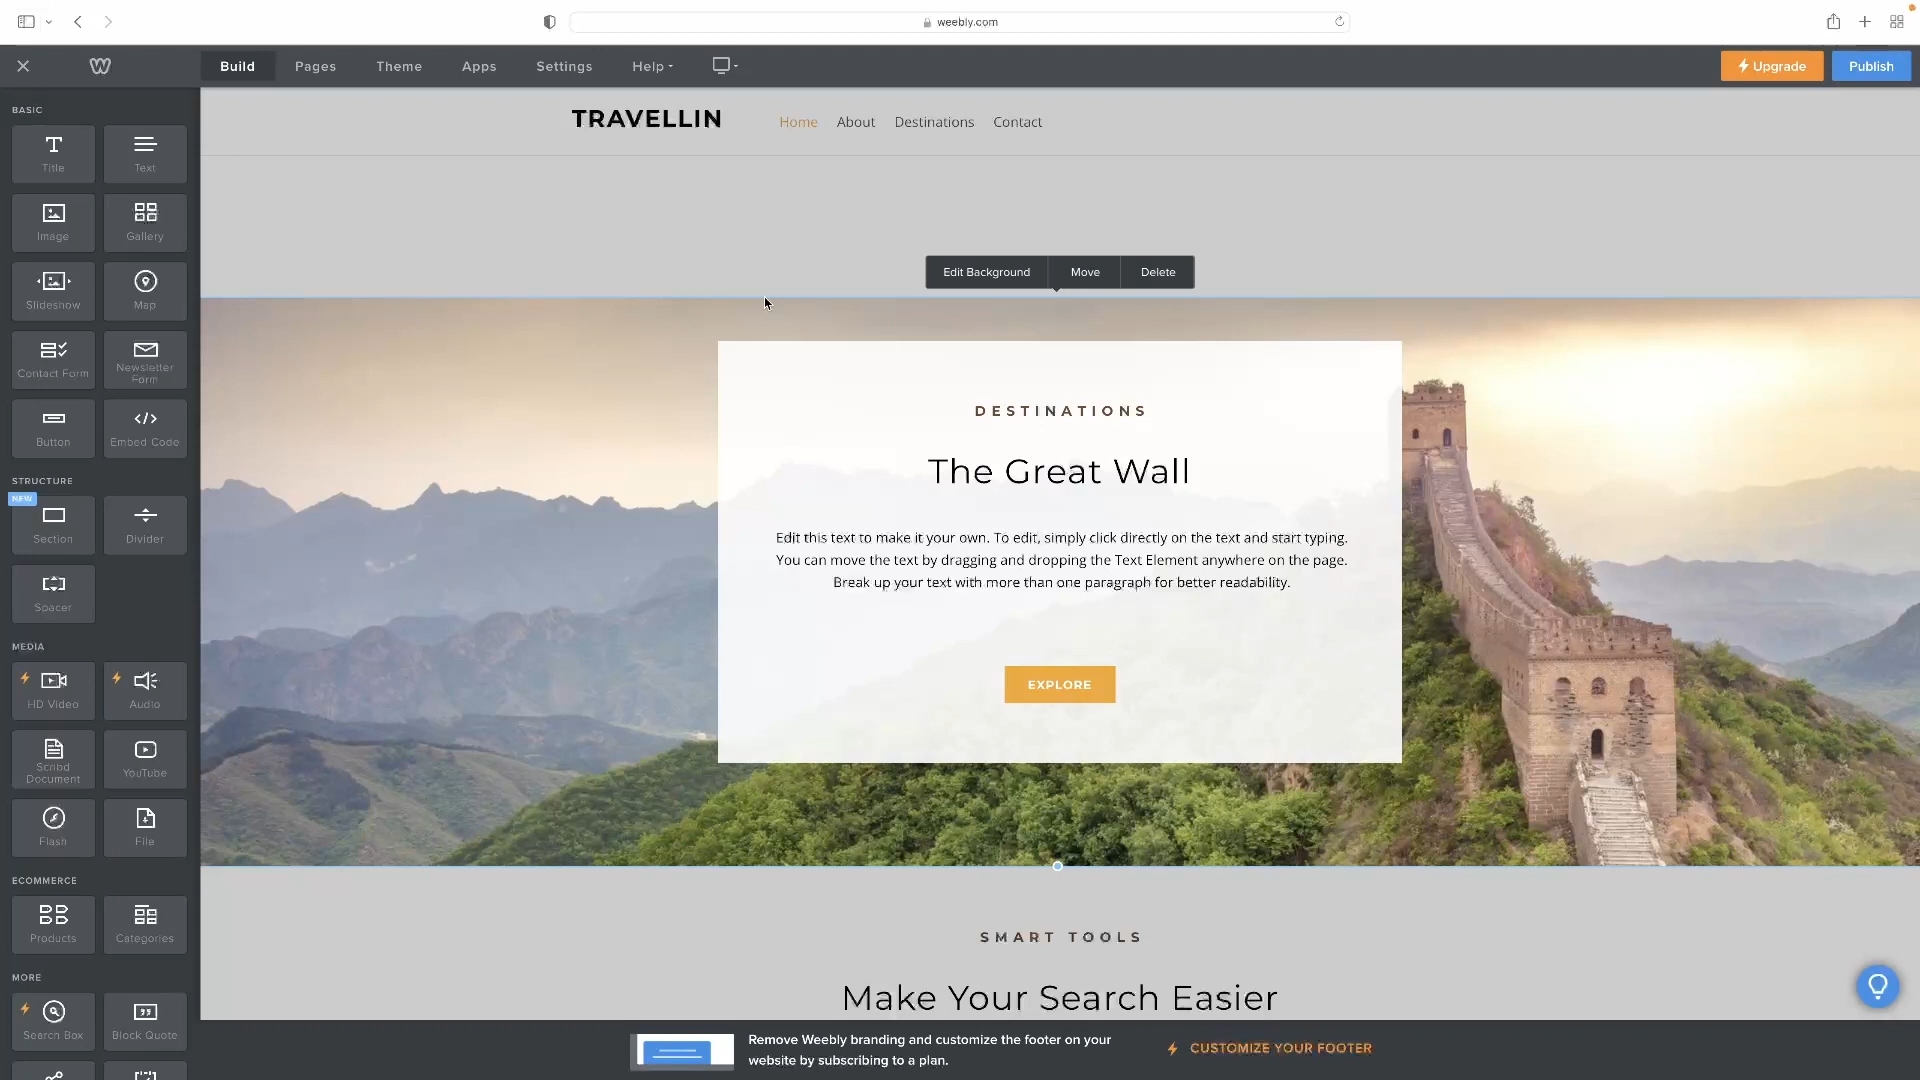 weebly.com
Build
Pages
Theme
Apps
Settings
Help
Upgrade
Publish
BASIC
Title
Text
Image
Gallery
Slideshow
Map
Contact Form
Newsletter
Form
Button
Embed Code
STRUCTURE
NEW
Section
Divider
Spacer
MEDIA
HD Video
Audio
Scribd
Document
YouTube
Flash
File
ECOMMERCE
Products
Categories
MORE
Search Box
Block Quote
TRAVELLIN
Home
About
Destinations
Contact
Edit Background
Move
Delete
DESTINATIONS
The Great Wall
Edit this text to make it your own. To edit, simply click directly on the text and start typing.
You can move the text by dragging and dropping the Text Element anywhere on the page.
Break up your text with more than one paragraph for better readability.
EXPLORE
SMART TOOLS
Make Your Search Easier
Remove Weebly branding and customize the footer on your
website by subscribing to a plan.
CUSTOMIZE YOUR FOOTER